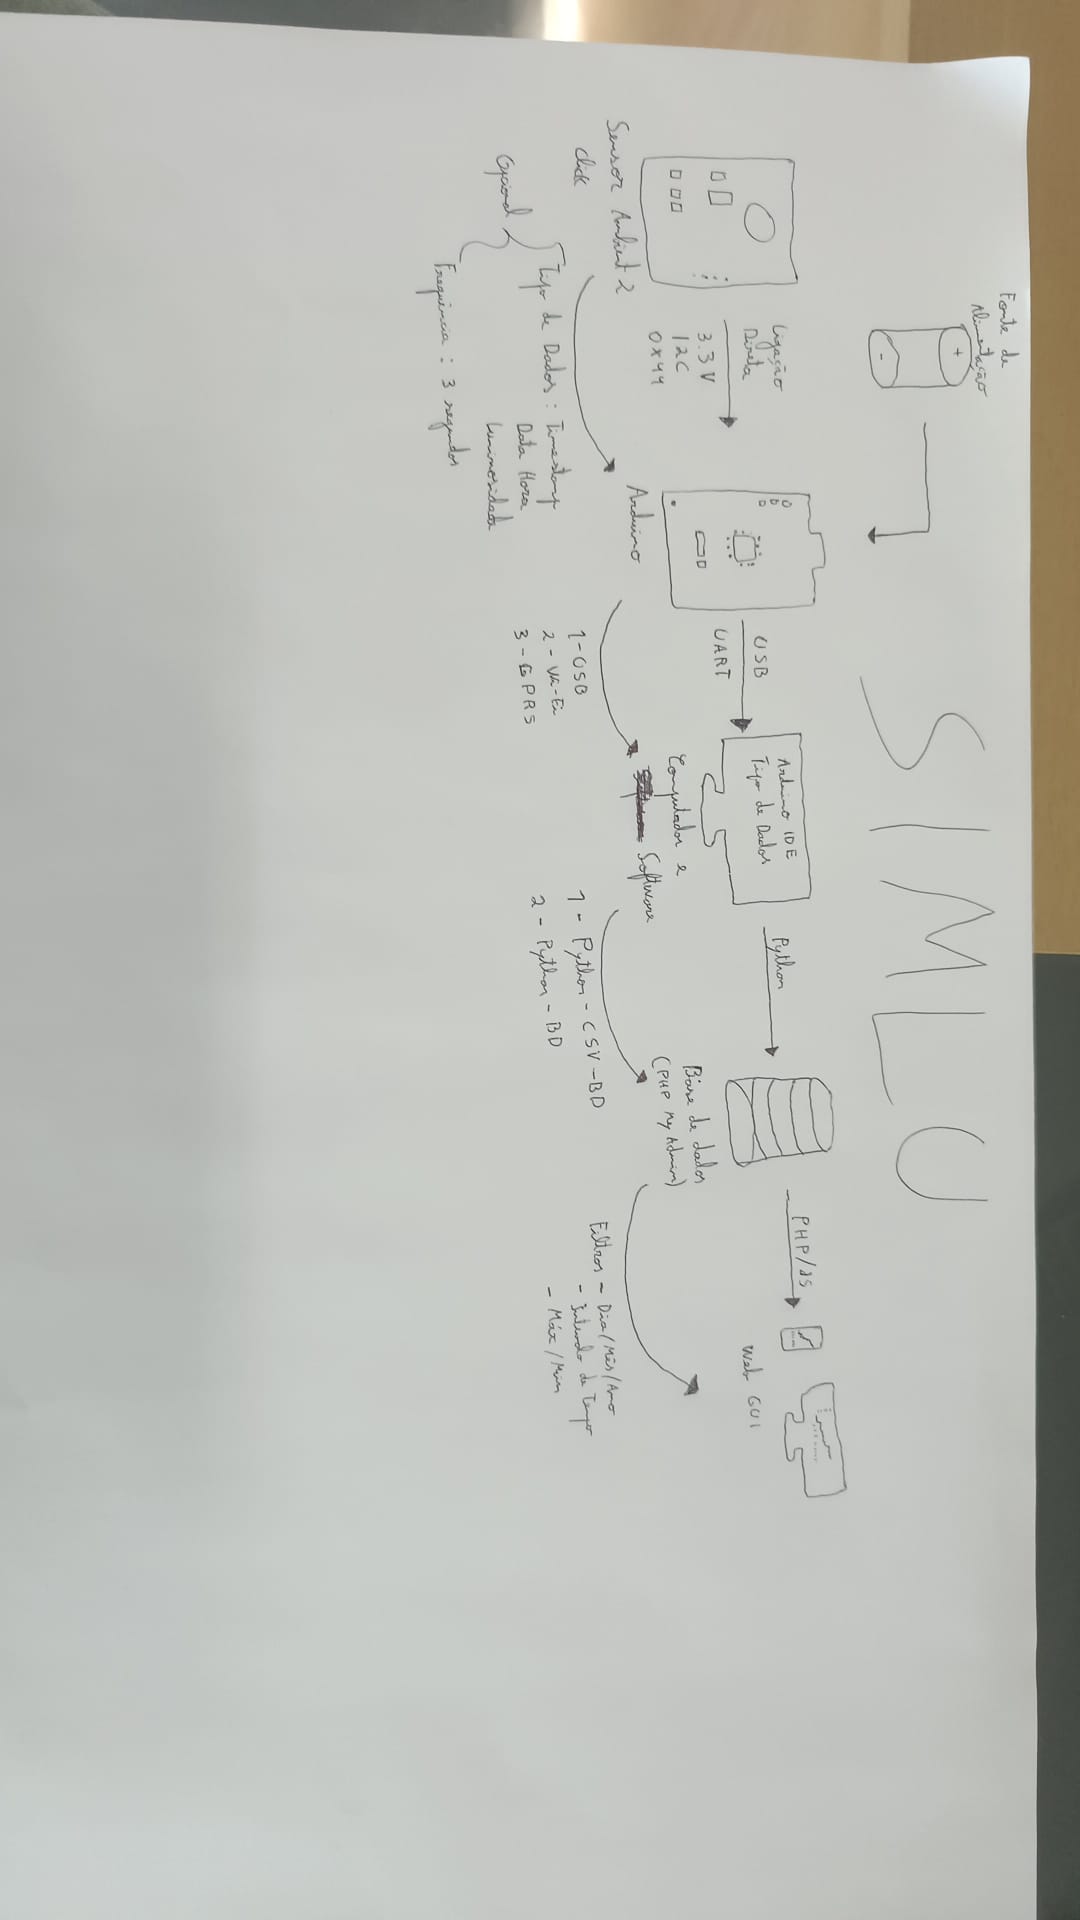 SIMLU
Fonte de
Alimentação
+
-
Ligação
Direta
3.3 V
I2C
0x44
Sensor Ambient 2
Click
Arduino
USB
UART
Arduino IDE
Tipo de Dados
Computador e
Software
Python
Base de dados
(PHP My Admin)
PHP/JS
Web GUI
Opcional
Tipo de Dados : Timestamp
Data Hora
Luminosidade
Frequência : 3 segundos
1-USB
2 - Wi-Fi
3 - GPRS
1 - Python - CSV - BD
2 - Python - BD
Filtros - Dia/Mês/Ano
- de Tempo
- Máx/Min